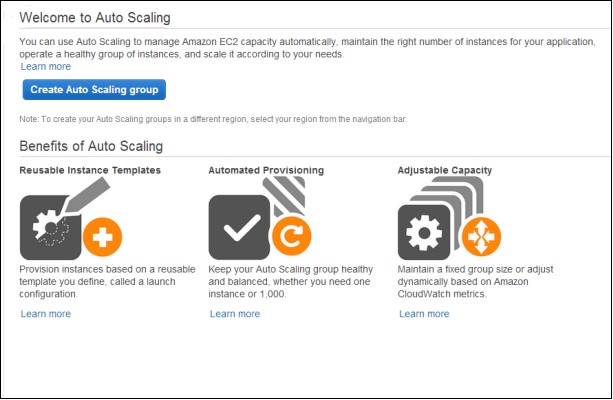 Welcome to Auto Scaling
You can use Auto Scaling to manage Amazon EC2 capacity automatically, maintain the right number of instances for your application,
operate a healthy group of instances, and scale it according to your needs.
Learn more
Create Auto Scaling group
Note: To create your Auto Scaling groups in a different region, select your region from the navigation bar.
Benefits of Auto Scaling
Reusable Instance Templates
Provision instances based on a reusable
template you define, called a launch
configuration.
Learn more
Automated Provisioning
Keep your Auto Scaling group healthy
and balanced, whether you need one
instance or 1,000.
Learn more
Adjustable Capacity
Maintain a fixed group size or adjust
dynamically based on Amazon
CloudWatch metrics.
Learn more